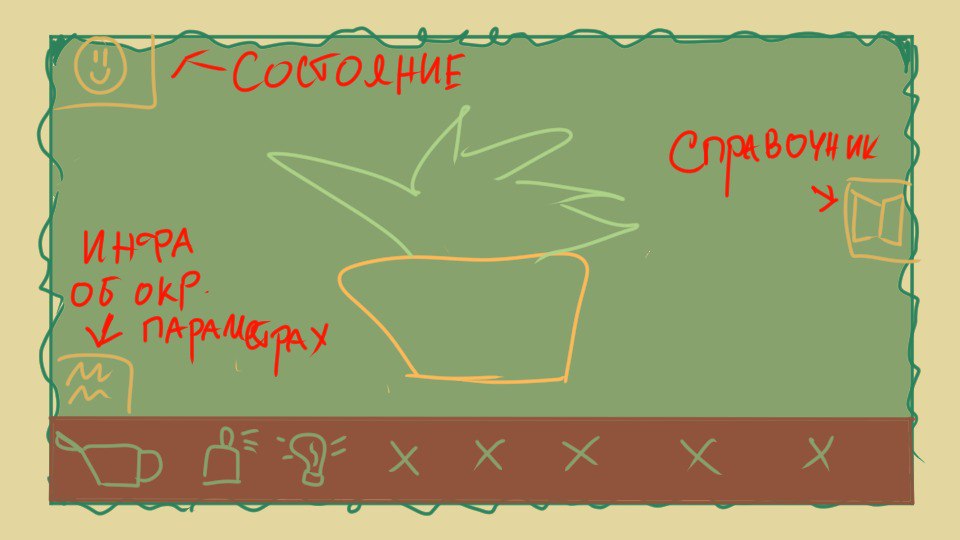 СОСТОЯНИЕ
СПРАВОЧНИК
ИНФРА
ОБ ОКР.
ПАРАМЕТРАХ